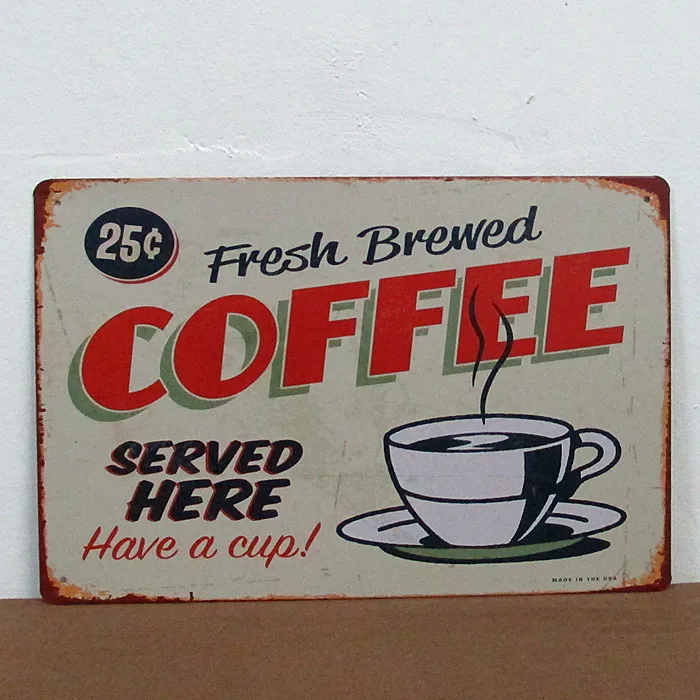 25¢
Fresh Brewed
COFFEE
SERVED
HERE
Have a cup!
MADE IN THE USA